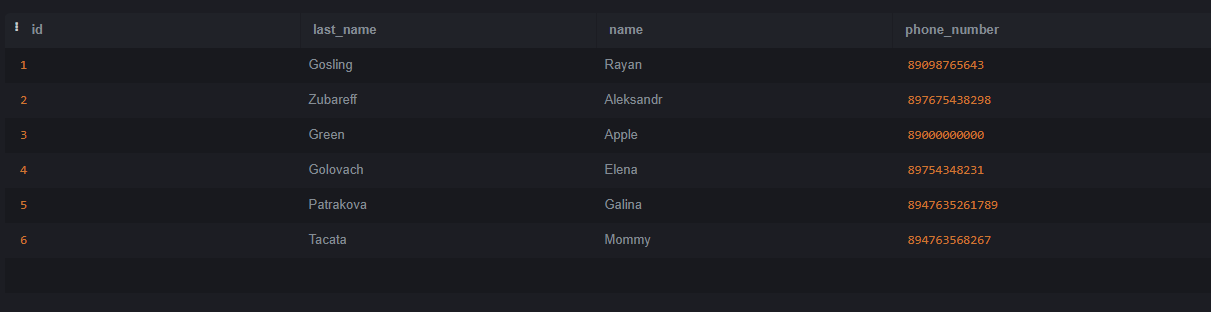 id last_name name phone_number
1 Gosling Rayan 89098765643
2 Zubareff Aleksandr 897675438298
3 Green Apple 89000000000
4 Golovach Elena 89754348231
5 Patrakova Galina 8947635261789
6 Tacata Mommy 894763568267